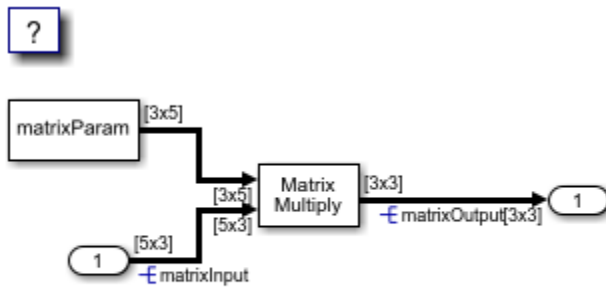 ?
matrixParam
[3x5]
[3x5]
[5x3]
Matrix
Multiply
[3x3]
matrixOutput[3x3]
1
[5x3]
1
matrixInput